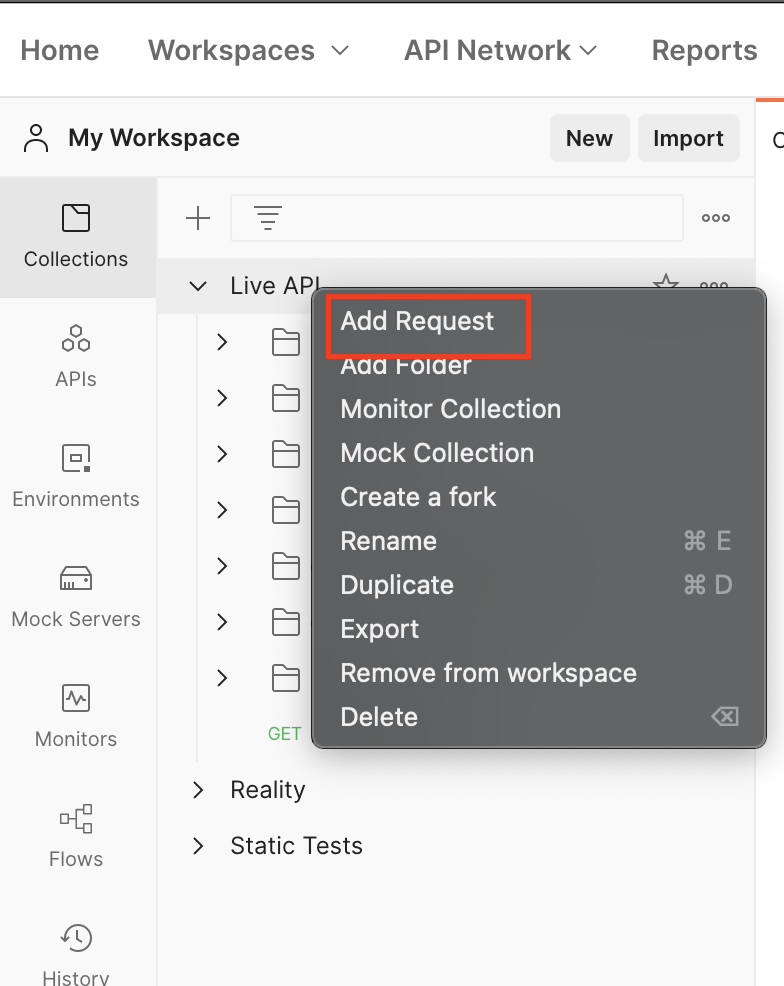 Home Workspaces API Network Reports
My Workspace New Import
Collections
Live API
APIs
Environments
Mock Servers
Monitors
Flows
History
Add Request
Add Folder
Monitor Collection
Mock Collection
Create a fork
Rename ⌘ E
Duplicate ⌘ D
Export
Remove from workspace
Delete ⌫
GET
Reality
Static Tests